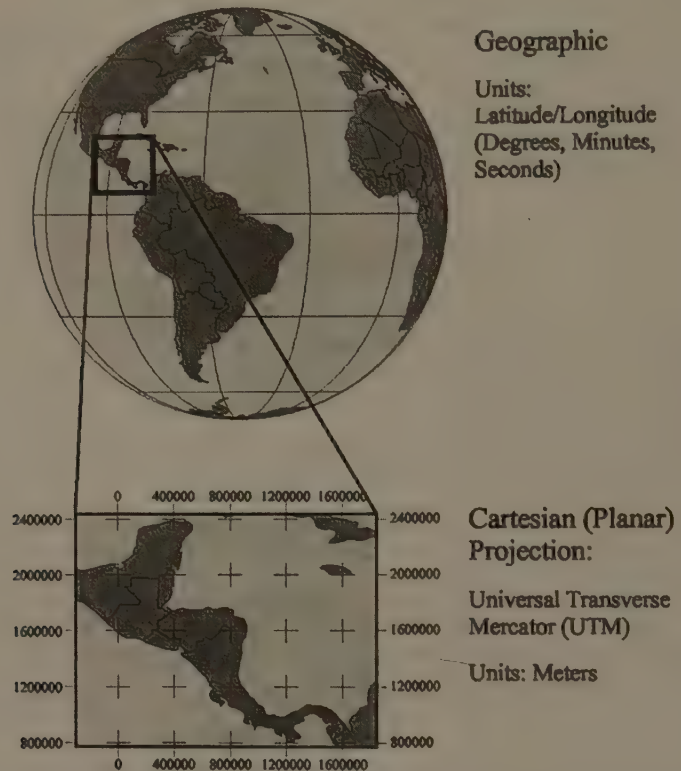 Geographic
Units:
Latitude/Longitude
(Degrees, Minutes,
Seconds)
0 400000 800000 1200000 1600000
2400000 2400000
2000000 2000000
1600000 1600000
1200000 1200000
800000 800000
0 400000 800000 1200000 1600000
Cartesian (Planar)
Projection:
Universal Transverse
Mercator (UTM)
Units: Meters